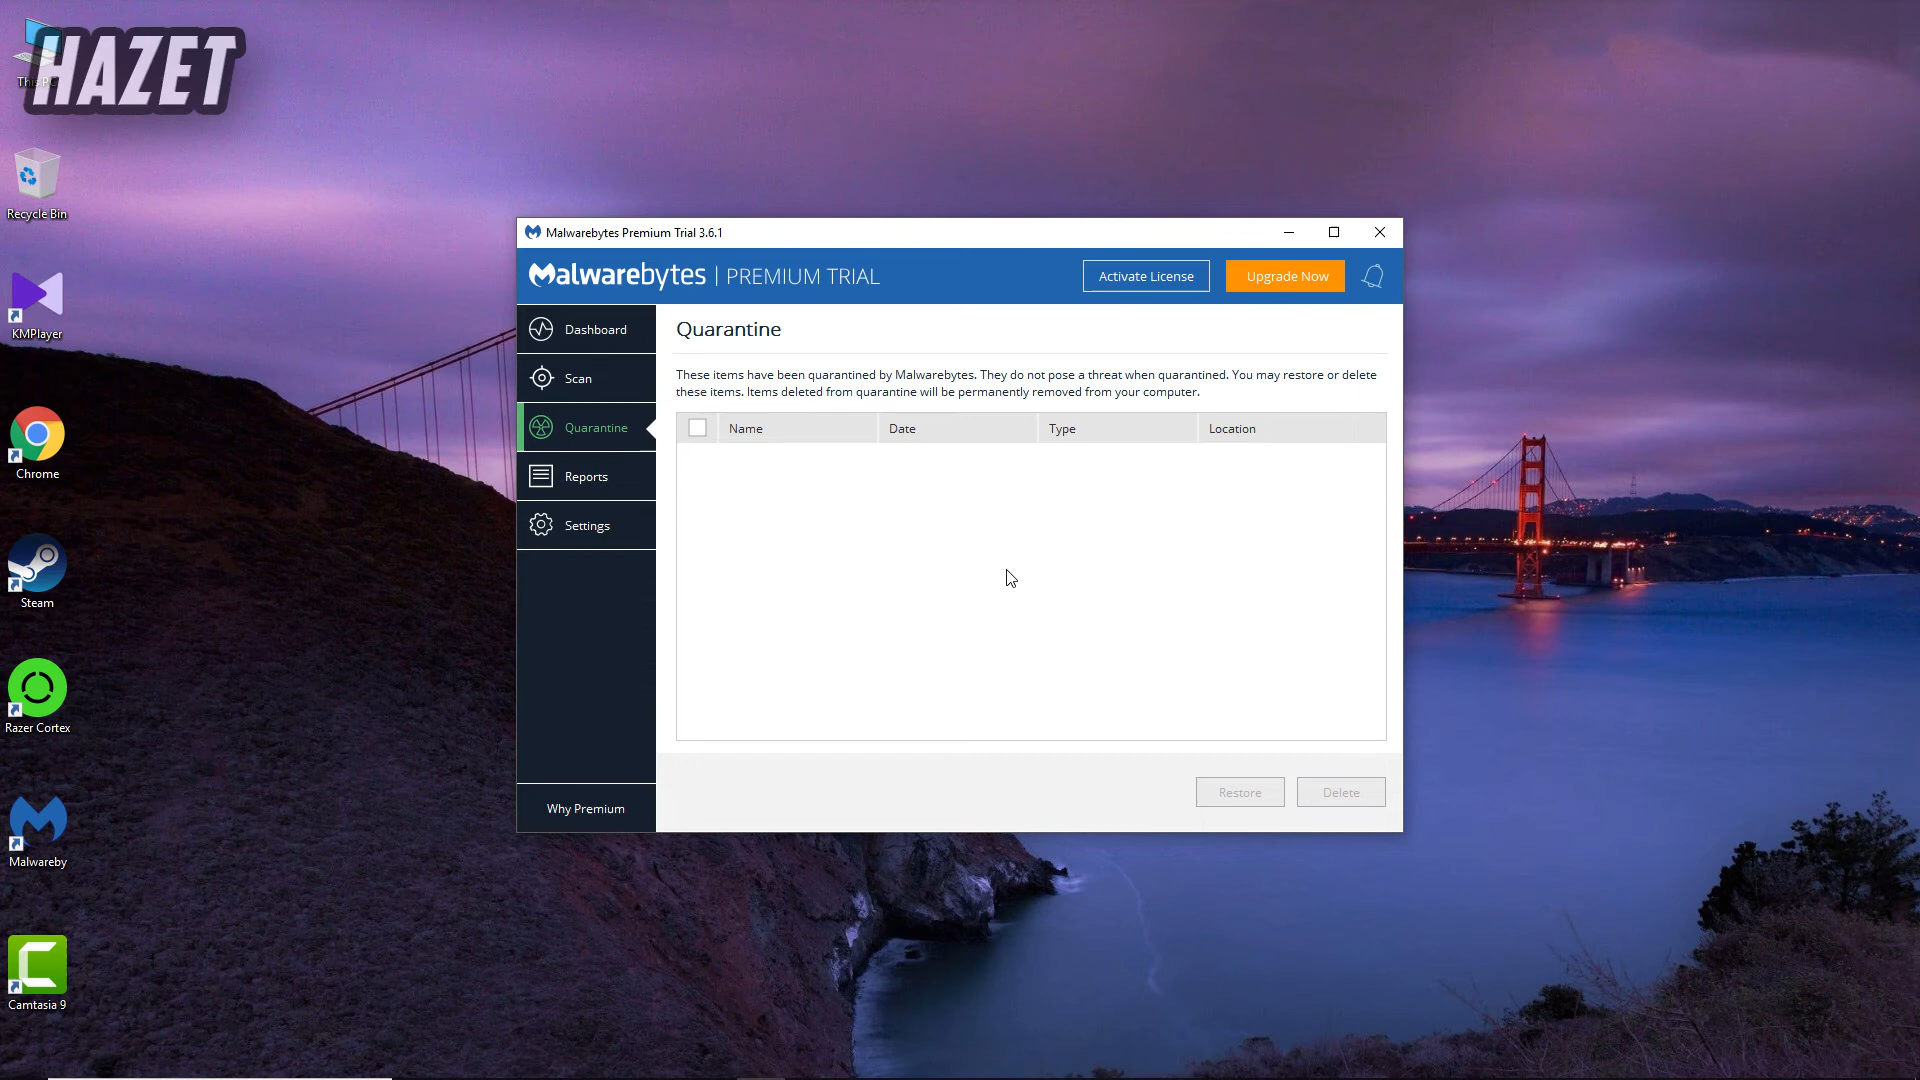 HAZET
This PC
Recycle Bin
KMPlayer
Chrome
Steam
Razer Cortex
Malwareby
Camtasia 9
Malwarebytes Premium Trial 3.6.1
Malwarebytes | PREMIUM TRIAL
Activate License
Upgrade Now
Dashboard
Scan
Quarantine
Reports
Settings
Why Premium
Quarantine
These items have been quarantined by Malwarebytes. They do not pose a threat when quarantined. You may restore or delete
these items. Items deleted from quarantine will be permanently removed from your computer.
Name Date Type Location
Restore Delete